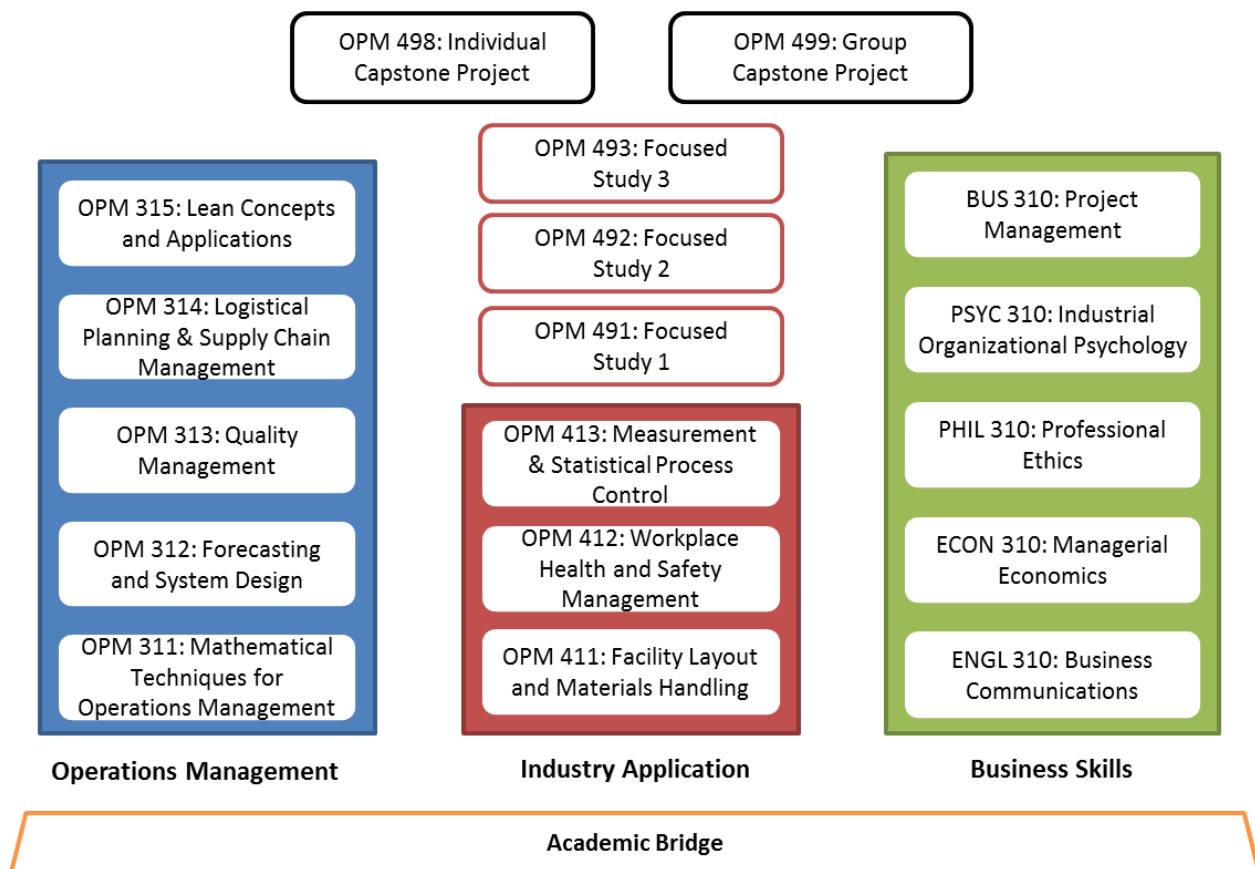 OPM 498: Individual
Capstone Project
OPM 499: Group
Capstone Project
OPM 315: Lean Concepts
and Applications
OPM 314: Logistical
Planning & Supply Chain
Management
OPM 313: Quality
Management
OPM 312: Forecasting
and System Design
OPM 311: Mathematical
Techniques for
Operations Management
Operations Management
OPM 493: Focused
Study 3
OPM 492: Focused
Study 2
OPM 491: Focused
Study 1
OPM 413: Measurement
& Statistical Process
Control
OPM 412: Workplace
Health and Safety
Management
OPM 411: Facility Layout
and Materials Handling
Industry Application
BUS 310: Project
Management
PSYC 310: Industrial
Organizational Psychology
PHIL 310: Professional
Ethics
ECON 310: Managerial
Economics
ENGL 310: Business
Communications
Business Skills
Academic Bridge